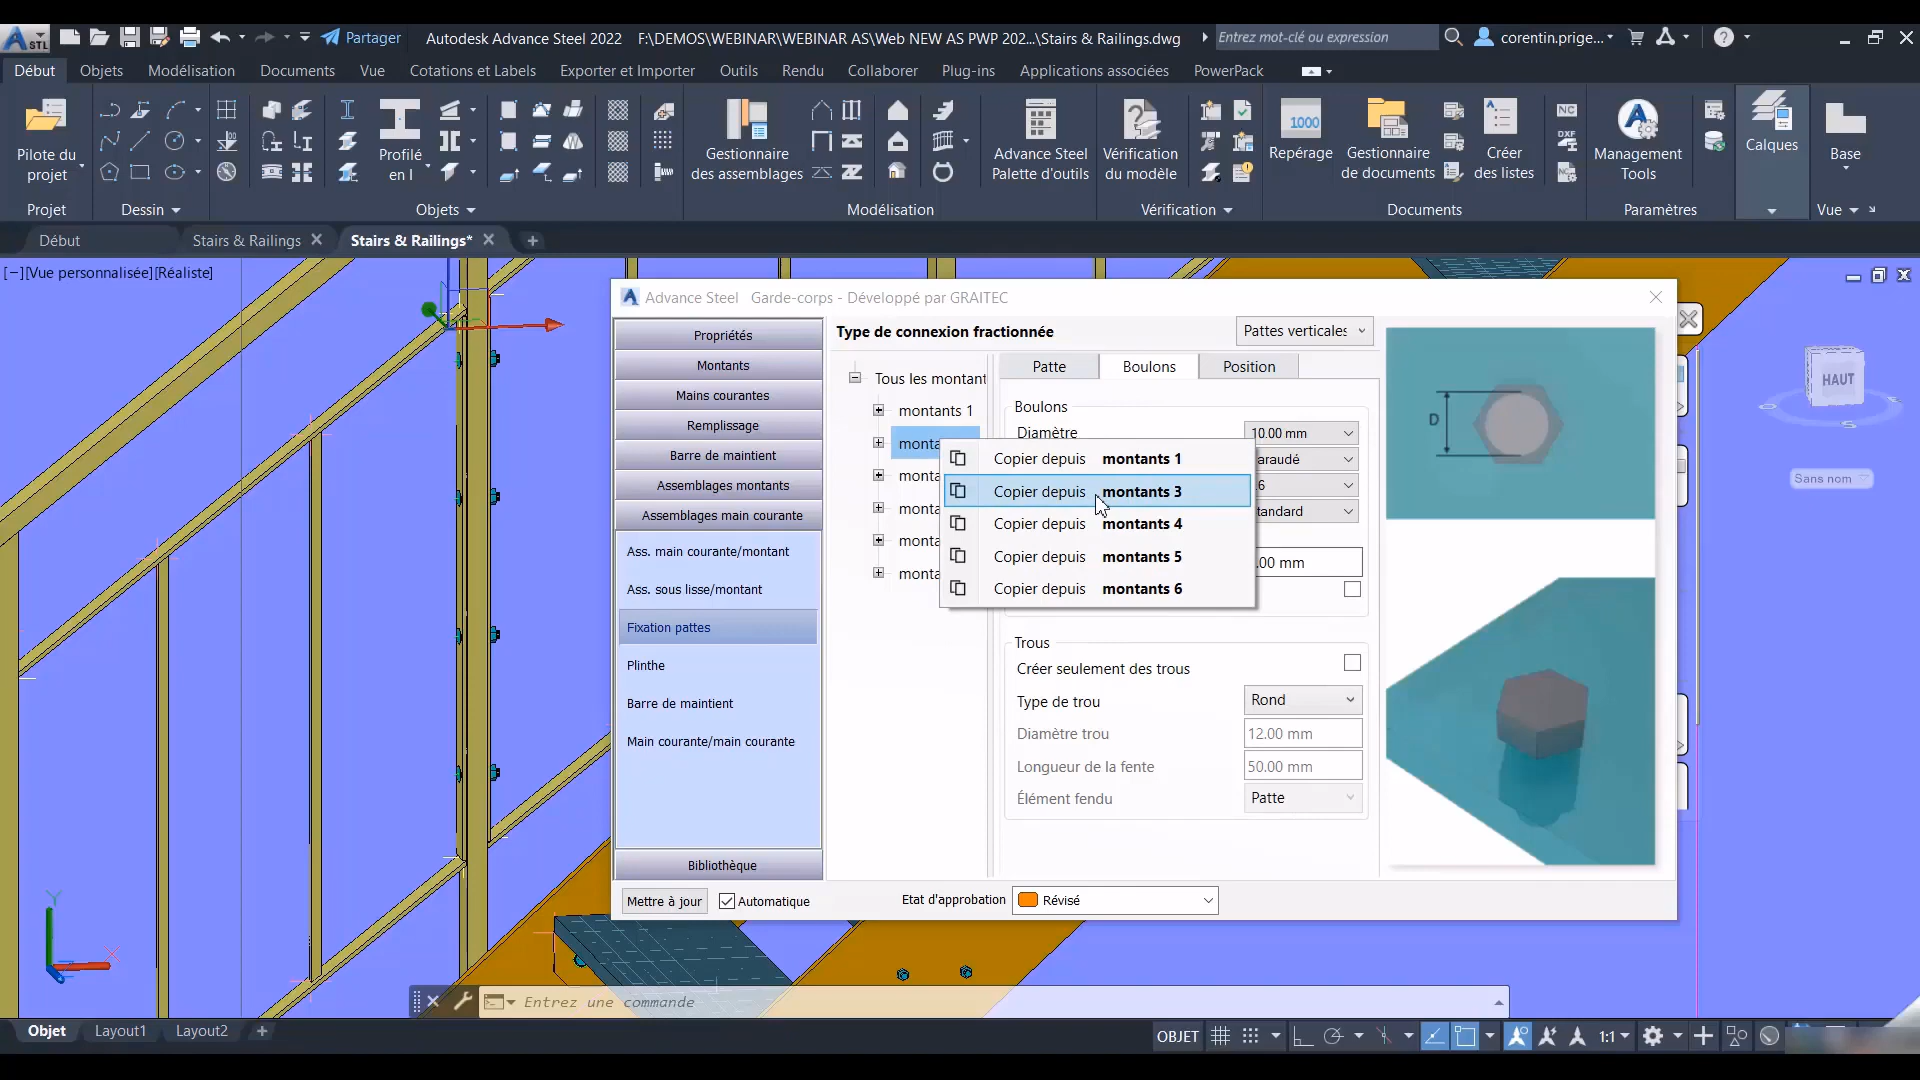 STL
Partager
Autodesk Advance Steel 2022 F:\DEMOS\WEBINAR\WEBINAR AS\Web NEW AS PWP 202...\Stairs & Railings.dwg
Entrez mot-clé ou expression
corentin.prige...
Début
Objets
Modélisation
Documents
Vue
Cotations et Labels
Exporter et Importer
Outils
Rendu
Collaborer
Plug-ins
Applications associées
PowerPack
Pilote du
projet
Profilé
en I
Gestionnaire
des assemblages
Advance Steel
Palette d'outils
Vérification
du modèle
1000
Repérage
Gestionnaire
de documents
Créer
des listes
NC
DXF
NC
Management
Tools
Calques
Base
Projet
Dessin
Objets
Modélisation
Vérification
Documents
Paramètres
Vue
Début
Stairs & Railings
Stairs & Railings*
[−][Vue personnalisée][Réaliste]
Advance Steel Garde-corps - Développé par GRAITEC
Propriétés
Montants
Mains courantes
Remplissage
Barre de maintient
Assemblages montants
Assemblages main courante
Ass. main courante/montant
Ass. sous lisse/montant
Fixation pattes
Plinthe
Barre de maintient
Main courante/main courante
Bibliothèque
Type de connexion fractionnée
Pattes verticales
Tous les montant
montants 1
Patte
Boulons
Position
Boulons
Diamètre
10.00 mm
Copier depuis montants 1
Copier depuis montants 3
Copier depuis montants 4
Copier depuis montants 5
Copier depuis montants 6
Trous
Créer seulement des trous
Type de trou
Rond
Diamètre trou
12.00 mm
Longueur de la fente
50.00 mm
Élément fendu
Patte
D
HAUT
Sans nom
Mettre à jour
Automatique
Etat d'approbation
Révisé
Y
X
Entrez une commande
Objet
Layout1
Layout2
OBJET
1:1